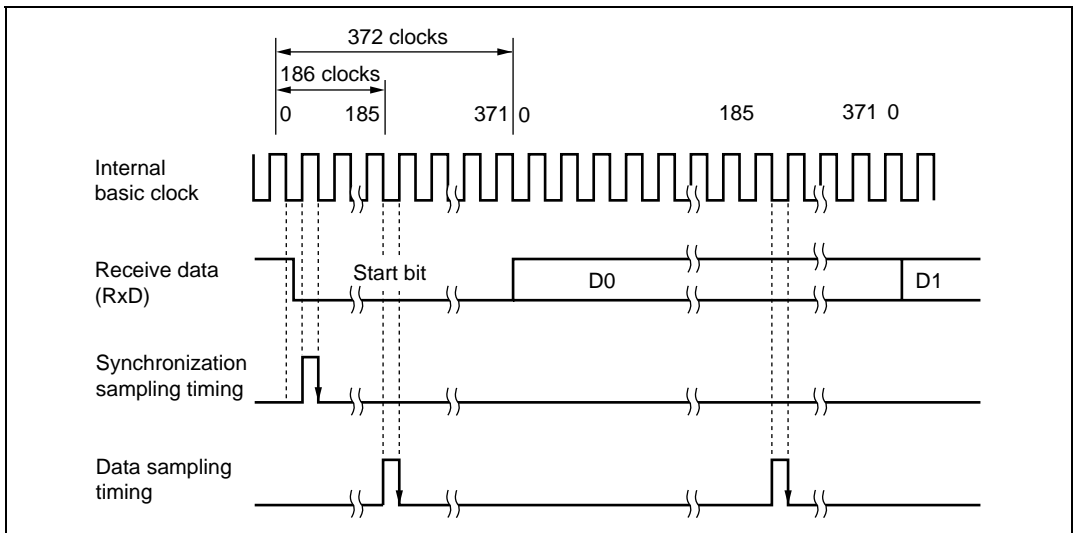 372 clocks
186 clocks
0 185 371 0 185 371 0
Internal
basic clock
Receive data
(RxD)
Start bit D0 D1
Synchronization
sampling timing
Data sampling
timing